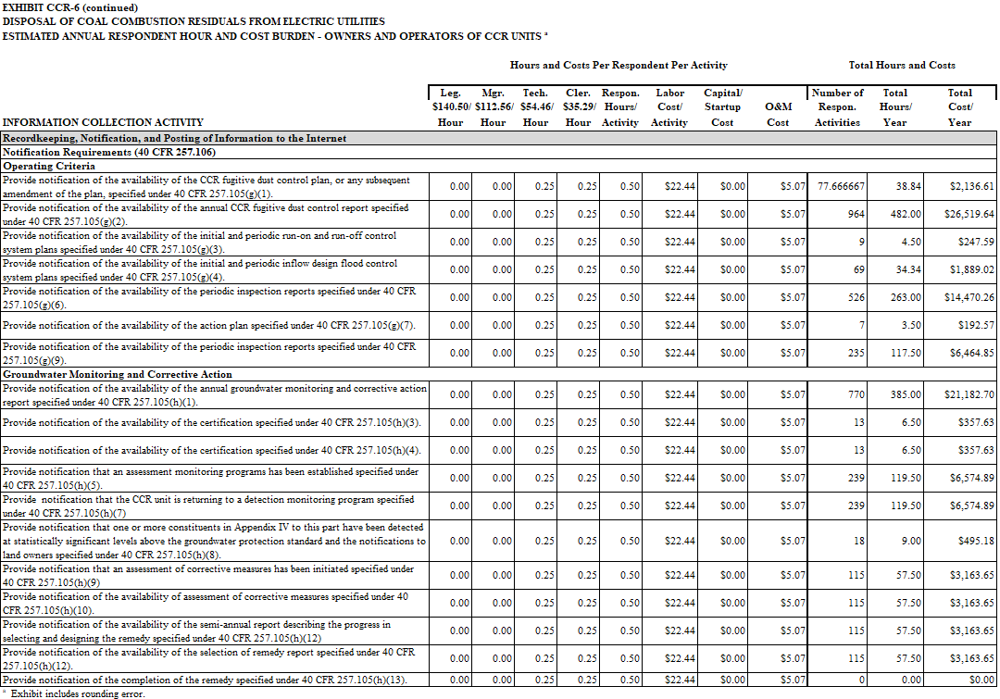 EXHIBIT CCR-6 (continued)
DISPOSAL OF COAL COMBUSTION RESIDUALS FROM ELECTRIC UTILITIES
ESTIMATED ANNUAL RESPONDENT HOUR AND COST BURDEN - OWNERS AND OPERATORS OF CCR UNITS ª
Hours and Costs Per Respondent Per Activity Total Hours and Costs
Leg. Mgr. Tech. Cler. Respon. Labor Capital/ Number of Total Total
$140.50/ $112.56/ $54.46/ $35.29/ Hours/ Cost/ Startup O&M Respon. Hours/ Cost/
INFORMATION COLLECTION ACTIVITY Hour Hour Hour Hour Activity Activity Cost Cost Activities Year Year
Recordkeeping, Notification, and Posting of Information to the Internet
Notification Requirements (40 CFR 257.106)
Operating Criteria
Provide notification of the availability of the CCR fugitive dust control plan, or any subsequent
amendment of the plan, specified under 40 CFR 257.105(g)(1). 0.00 0.00 0.25 0.25 0.50 $22.44 $0.00 $5.07 77.666667 38.84 $2,136.61
Provide notification of the availability of the annual CCR fugitive dust control report specified
under 40 CFR 257.105(g)(2). 0.00 0.00 0.25 0.25 0.50 $22.44 $0.00 $5.07 964 482.00 $26,519.64
Provide notification of the availability of the initial and periodic run-on and run-off control
system plans specified under 40 CFR 257.105(g)(3). 0.00 0.00 0.25 0.25 0.50 $22.44 $0.00 $5.07 9 4.50 $247.59
Provide notification of the availability of the initial and periodic inflow design flood control
system plans specified under 40 CFR 257.105(g)(4). 0.00 0.00 0.25 0.25 0.50 $22.44 $0.00 $5.07 69 34.34 $1,889.02
Provide notification of the availability of the periodic inspection reports specified under 40 CFR
257.105(g)(6). 0.00 0.00 0.25 0.25 0.50 $22.44 $0.00 $5.07 526 263.00 $14,470.26
Provide notification of the availability of the action plan specified under 40 CFR 257.105(g)(7). 0.00 0.00 0.25 0.25 0.50 $22.44 $0.00 $5.07 7 3.50 $192.57
Provide notification of the availability of the periodic inspection reports specified under 40 CFR
257.105(g)(9). 0.00 0.00 0.25 0.25 0.50 $22.44 $0.00 $5.07 235 117.50 $6,464.85
Groundwater Monitoring and Corrective Action
Provide notification of the availability of the annual groundwater monitoring and corrective action
report specified under 40 CFR 257.105(h)(1). 0.00 0.00 0.25 0.25 0.50 $22.44 $0.00 $5.07 770 385.00 $21,182.70
Provide notification of the availability of the certification specified under 40 CFR 257.105(h)(3). 0.00 0.00 0.25 0.25 0.50 $22.44 $0.00 $5.07 13 6.50 $357.63
Provide notification of the availability of the certification specified under 40 CFR 257.105(h)(4). 0.00 0.00 0.25 0.25 0.50 $22.44 $0.00 $5.07 13 6.50 $357.63
Provide notification that an assessment monitoring programs has been established specified under
40 CFR 257.105(h)(5). 0.00 0.00 0.25 0.25 0.50 $22.44 $0.00 $5.07 239 119.50 $6,574.89
Provide notification that the CCR unit is returning to a detection monitoring program specified
under 40 CFR 257.105(h)(7) 0.00 0.00 0.25 0.25 0.50 $22.44 $0.00 $5.07 239 119.50 $6,574.89
Provide notification that one or more constituents in Appendix IV to this part have been detected
at statistically significant levels above the groundwater protection standard and the notifications to
land owners specified under 40 CFR 257.105(h)(8). 0.00 0.00 0.25 0.25 0.50 $22.44 $0.00 $5.07 18 9.00 $495.18
Provide notification that an assessment of corrective measures has been initiated specified under
40 CFR 257.105(h)(9) 0.00 0.00 0.25 0.25 0.50 $22.44 $0.00 $5.07 115 57.50 $3,163.65
Provide notification of the availability of assessment of corrective measures specified under 40
CFR 257.105(h)(10). 0.00 0.00 0.25 0.25 0.50 $22.44 $0.00 $5.07 115 57.50 $3,163.65
Provide notification of the availability of the semi-annual report describing the progress in
selecting and designing the remedy specified under 40 CFR 257.105(h)(12) 0.00 0.00 0.25 0.25 0.50 $22.44 $0.00 $5.07 115 57.50 $3,163.65
Provide notification of the availability of the selection of remedy report specified under 40 CFR
257.105(h)(12). 0.00 0.00 0.25 0.25 0.50 $22.44 $0.00 $5.07 115 57.50 $3,163.65
Provide notification of the completion of the remedy specified under 40 CFR 257.105(h)(13). 0.00 0.00 0.25 0.25 0.50 $22.44 $0.00 $5.07 0 0.00 $0.00
ª Exhibit includes rounding error.